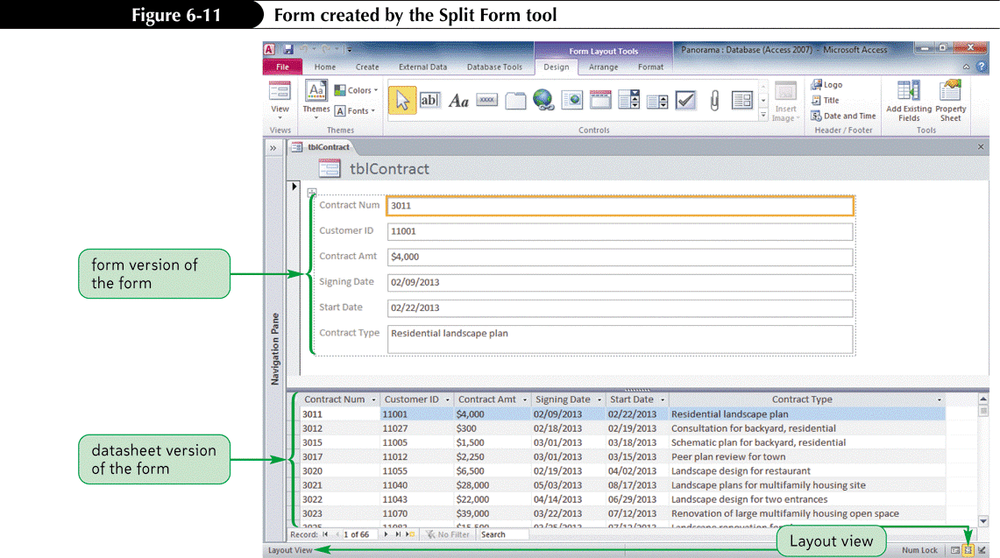 Figure 6-11 Form created by the Split Form tool
Form Layout Tools Panorama : Database (Access 2007) - Microsoft Access
File Home Create External Data Database Tools Design Arrange Format
View
Views
Themes
Colors
Fonts
Themes
Aa
ab
Aa
XXXX
Controls
Insert
Image
Logo
Title
Date and Time
Header / Footer
Add Existing
Fields
Property
Sheet
Tools
tblContract
tblContract
Navigation Pane
Contract Num 3011
Customer ID 11001
Contract Amt $4,000
Signing Date 02/09/2013
Start Date 02/22/2013
Contract Type Residential landscape plan
form version of
the form
Contract Num Customer ID Contract Amt Signing Date Start Date Contract Type
3011 11001 $4,000 02/09/2013 02/22/2013 Residential landscape plan
3012 11027 $300 02/18/2013 02/19/2013 Consultation for backyard, residential
3015 11005 $1,500 03/01/2013 03/18/2013 Schematic plan for backyard, residential
3017 11012 $2,250 03/01/2013 03/15/2013 Peer plan review for town
3020 11055 $6,500 02/19/2013 04/02/2013 Landscape design for restaurant
3021 11040 $28,000 05/03/2013 08/17/2013 Landscape plans for multifamily housing site
3022 11043 $22,000 04/14/2013 06/29/2013 Landscape design for two entrances
3023 11070 $39,000 03/22/2013 07/12/2013 Renovation of large multifamily housing open space
datasheet version
of the form
Record: 1 of 66 No Filter Search
Layout view
Layout View Num Lock